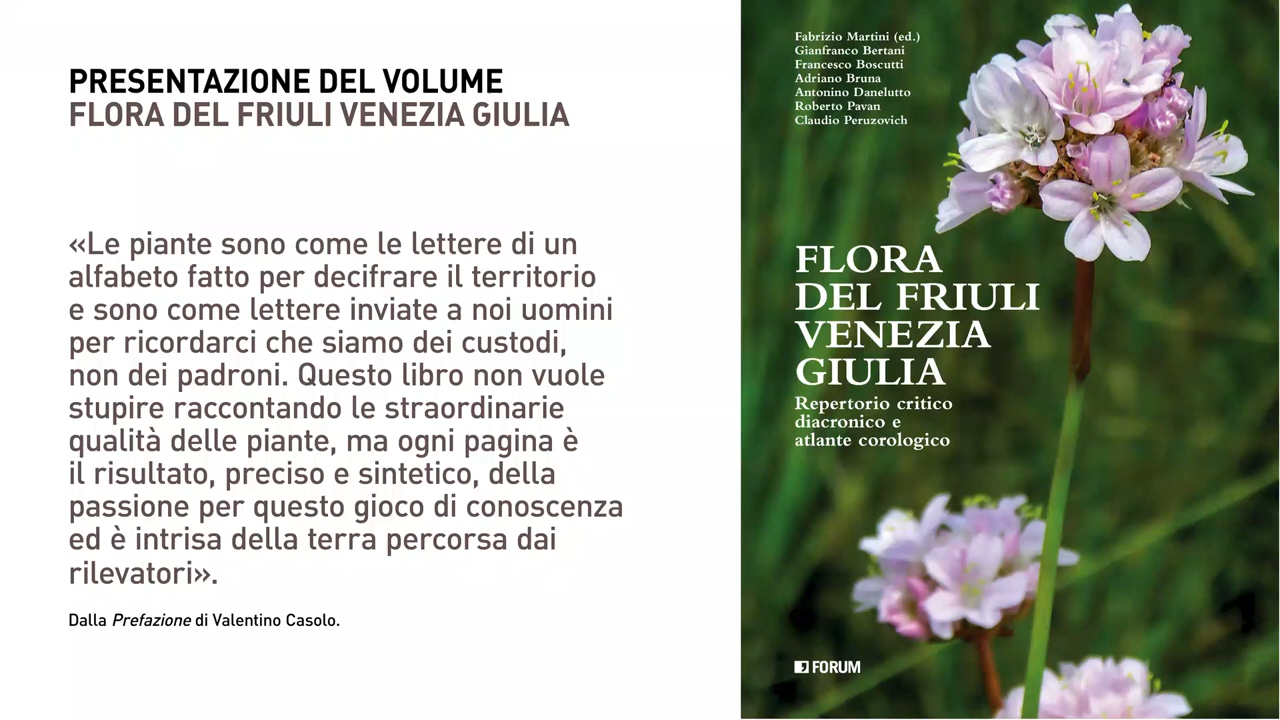 PRESENTAZIONE DEL VOLUME
FLORA DEL FRIULI VENEZIA GIULIA
«Le piante sono come le lettere di un
alfabeto fatto per decifrare il territorio
e sono come lettere inviate a noi uomini
per ricordarci che siamo dei custodi,
non dei padroni. Questo libro non vuole
stupire raccontando le straordinarie
qualità delle piante, ma ogni pagina è
il risultato, preciso e sintetico, della
passione per questo gioco di conoscenza
ed è intrisa della terra percorsa dai
rilevatori».
Dalla Prefazione di Valentino Casolo.
Fabrizio Martini (ed.)
Gianfranco Bertani
Francesco Boscutti
Adriano Bruna
Antonino Danelutto
Roberto Pavan
Claudio Peruzovich
FLORA
DEL FRIULI
VENEZIA
GIULIA
Repertorio critico
diacronico e
atlante corologico
FORUM